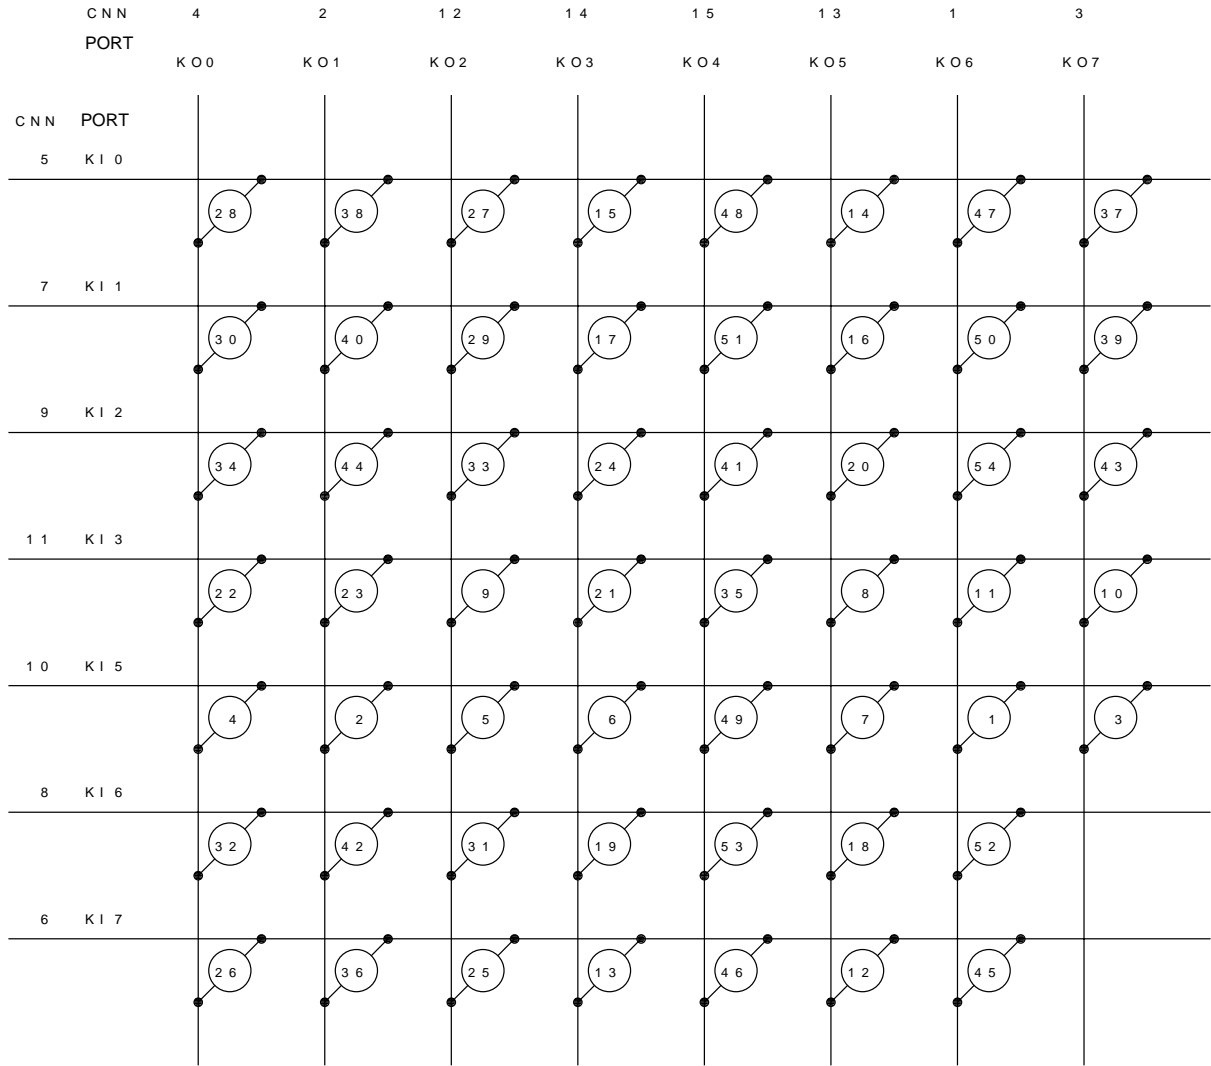 CNN 4 2 12 14 15 13 1 3
PORT
KO0 KO1 KO2 KO3 KO4 KO5 KO6 KO7
CNN PORT
5 KI0
28 38 27 15 48 14 47 37
7 KI1
30 40 29 17 51 16 50 39
9 KI2
34 44 33 24 41 20 54 43
11 KI3
22 23 9 21 35 8 11 10
10 KI5
4 2 5 6 49 7 1 3
8 KI6
32 42 31 19 53 18 52
6 KI7
26 36 25 13 46 12 45